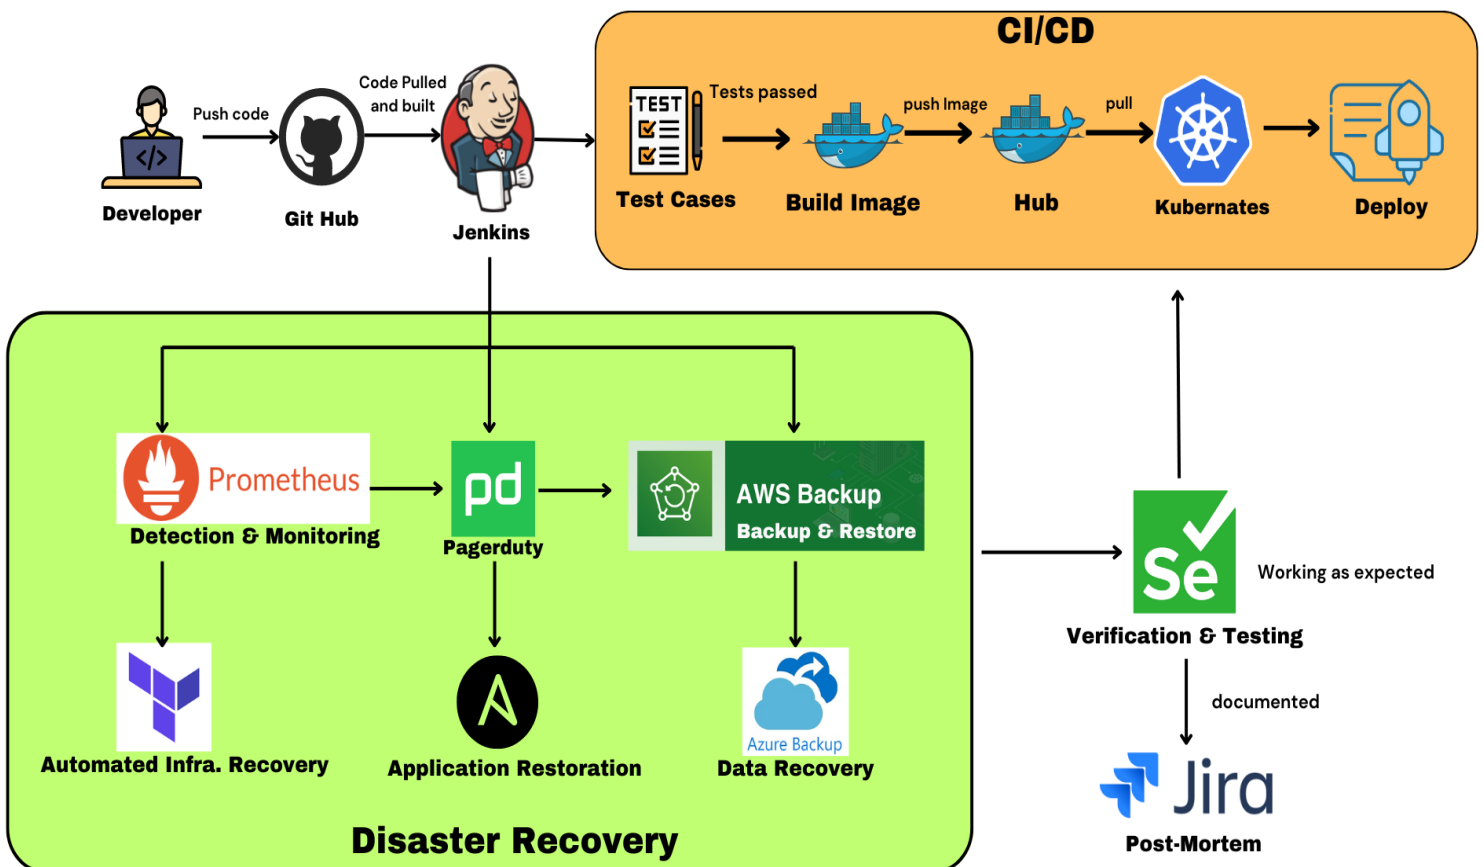 CI/CD
Push code
Code Pulled
and built
</>
TEST
Tests passed
push Image
pull
Developer
Git Hub
Jenkins
Test Cases
Build Image
Hub
Kubernates
Deploy
Prometheus
Detection & Monitoring
pd
Pagerduty
AWS Backup
Backup & Restore
Se
Working as expected
Verification & Testing
documented
Automated Infra. Recovery
Application Restoration
Azure Backup
Data Recovery
Jira
Post-Mortem
Disaster Recovery